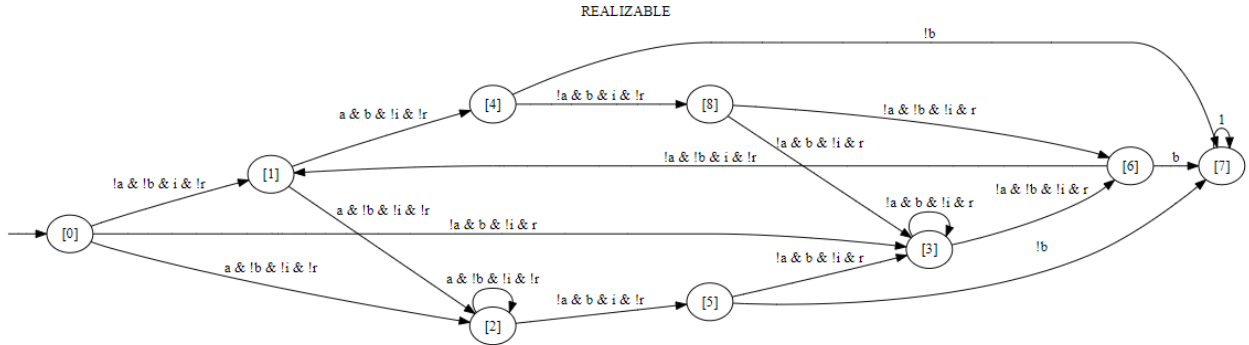 REALIZABLE
!b
[4]
!a & b & i & !r
[8]
a & b & !i & !r
!a & !b & !i & r
1
!a & b & !i & r
[1]
!a & !b & i & !r
b
[6]
[7]
!a & !b & i & !r
a & !b & !i & !r
!a & !b & !i & r
!a & b & !i & r
[0]
!a & b & !i & r
[3]
!b
a & !b & !i & !r
a & !b & !i & !r
!a & b & !i & r
!a & b & i & !r
[5]
[2]